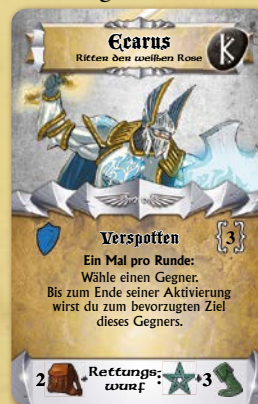 Ecarus
Ritter der weißen Rose
K
Verspotten
3
Ein Mal pro Runde:
Wähle einen Gegner.
Bis zum Ende seiner Aktivierung
wirst du zum bevorzugten Ziel
dieses Gegners.
2 Rettungs- 3
wurf: